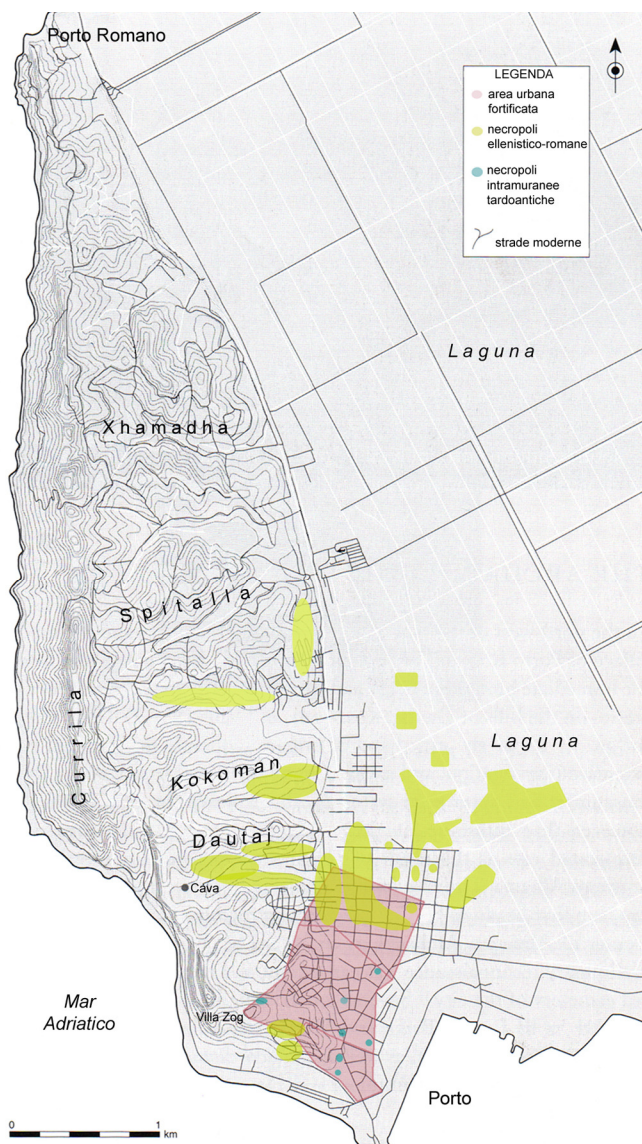 Porto Romano
LEGENDA
area urbana
fortificata
necropoli
ellenistico-romane
necropoli
intramuranee
tardoantiche
strade moderne
Laguna
Xhamadha
Spitalla
Currila
Laguna
Kokoman
Dautaj
Cava
Mar
Adriatico
Villa Zog
Porto
0 1
km